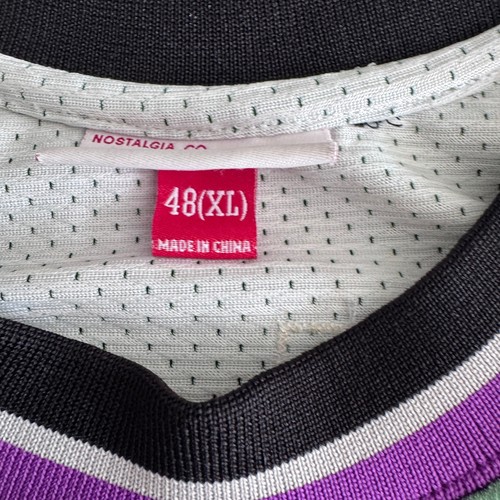 NOSTALGIA CO
48(XL)
MADE IN CHINA